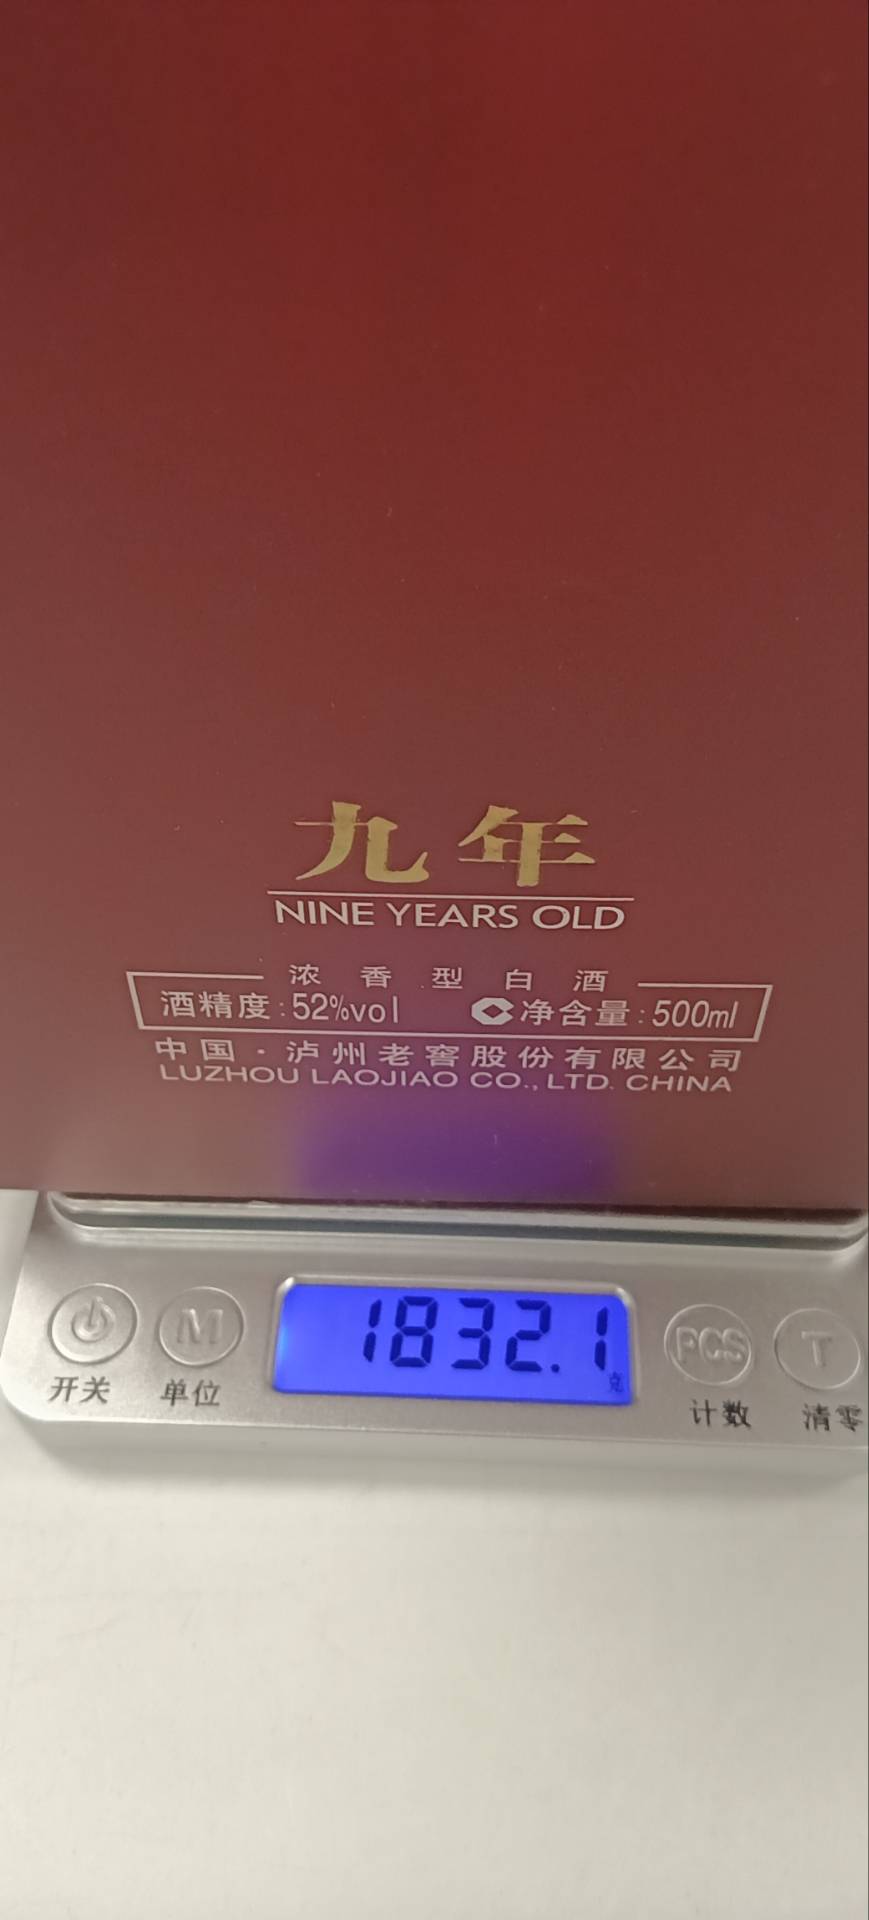 九年
NINE YEARS OLD
浓香型白酒
酒精度:52%vol 净含量:500ml
中国·泸州老窖股份有限公司
LUZHOU LAOJIAO CO.,LTD. CHINA
1832.1
克
M PCS T
开关 单位 计数 清零